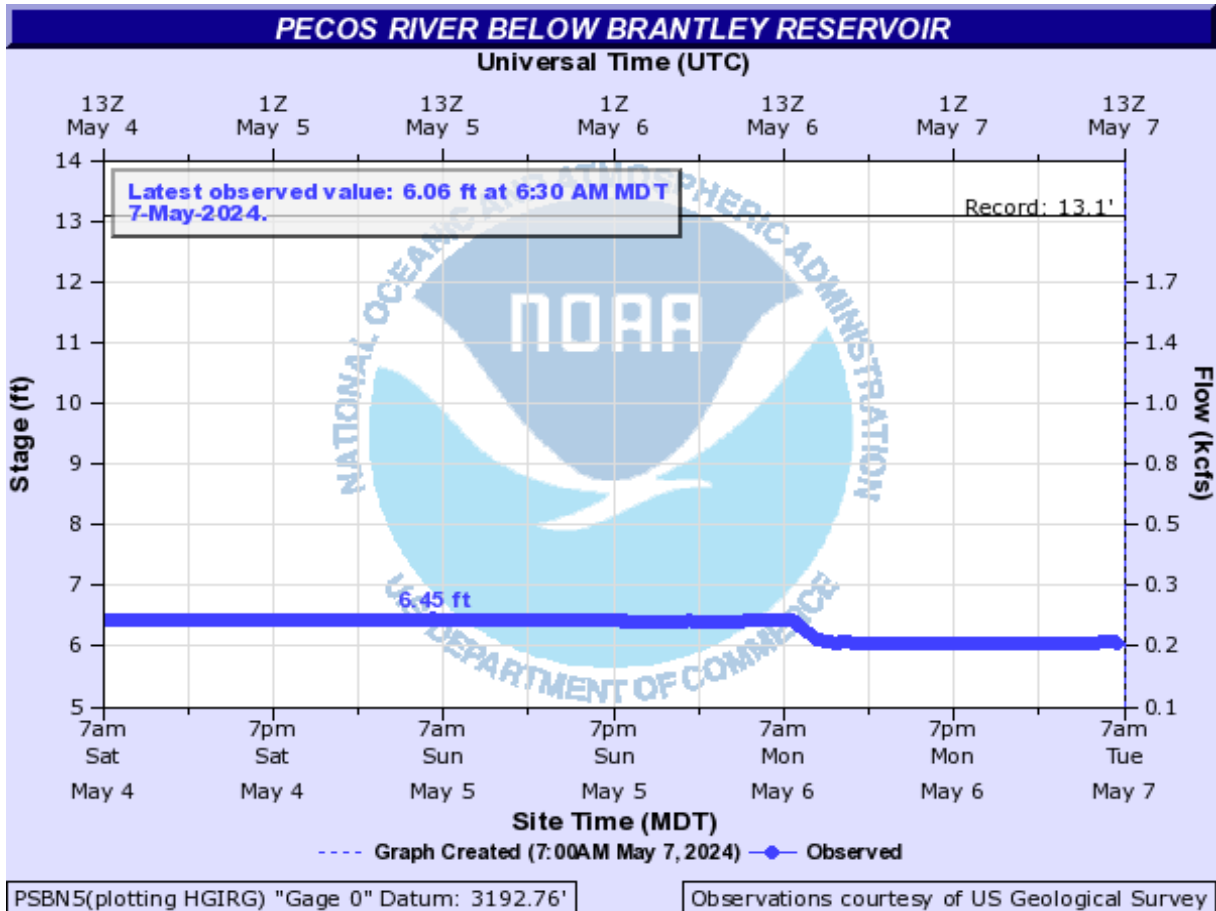 PECOS RIVER BELOW BRANTLEY RESERVOIR
Universal Time (UTC)
13Z 1Z 13Z 1Z 13Z 1Z 13Z
May 4 May 5 May 5 May 6 May 6 May 7 May 7
Latest observed value: 6.06 ft at 6:30 AM MDT
7-May-2024.
Record: 13.1'
Stage (ft)
14
13
12
11
10
9
8
7
6
5
Flow (kcfs)
1.7
1.4
1.0
0.8
0.5
0.3
0.2
0.1
NATIONAL OCEANIC AND ATMOSPHERIC ADMINISTRATION
NOAA
U.S. DEPARTMENT OF COMMERCE
6.45 ft
7am 7pm 7am 7pm 7am 7pm 7am
Sat Sat Sun Sun Mon Mon Tue
May 4 May 4 May 5 May 5 May 6 May 6 May 7
Site Time (MDT)
Graph Created (7:00AM May 7, 2024) Observed
PSBN5(plotting HGIRG) "Gage 0" Datum: 3192.76'
Observations courtesy of US Geological Survey